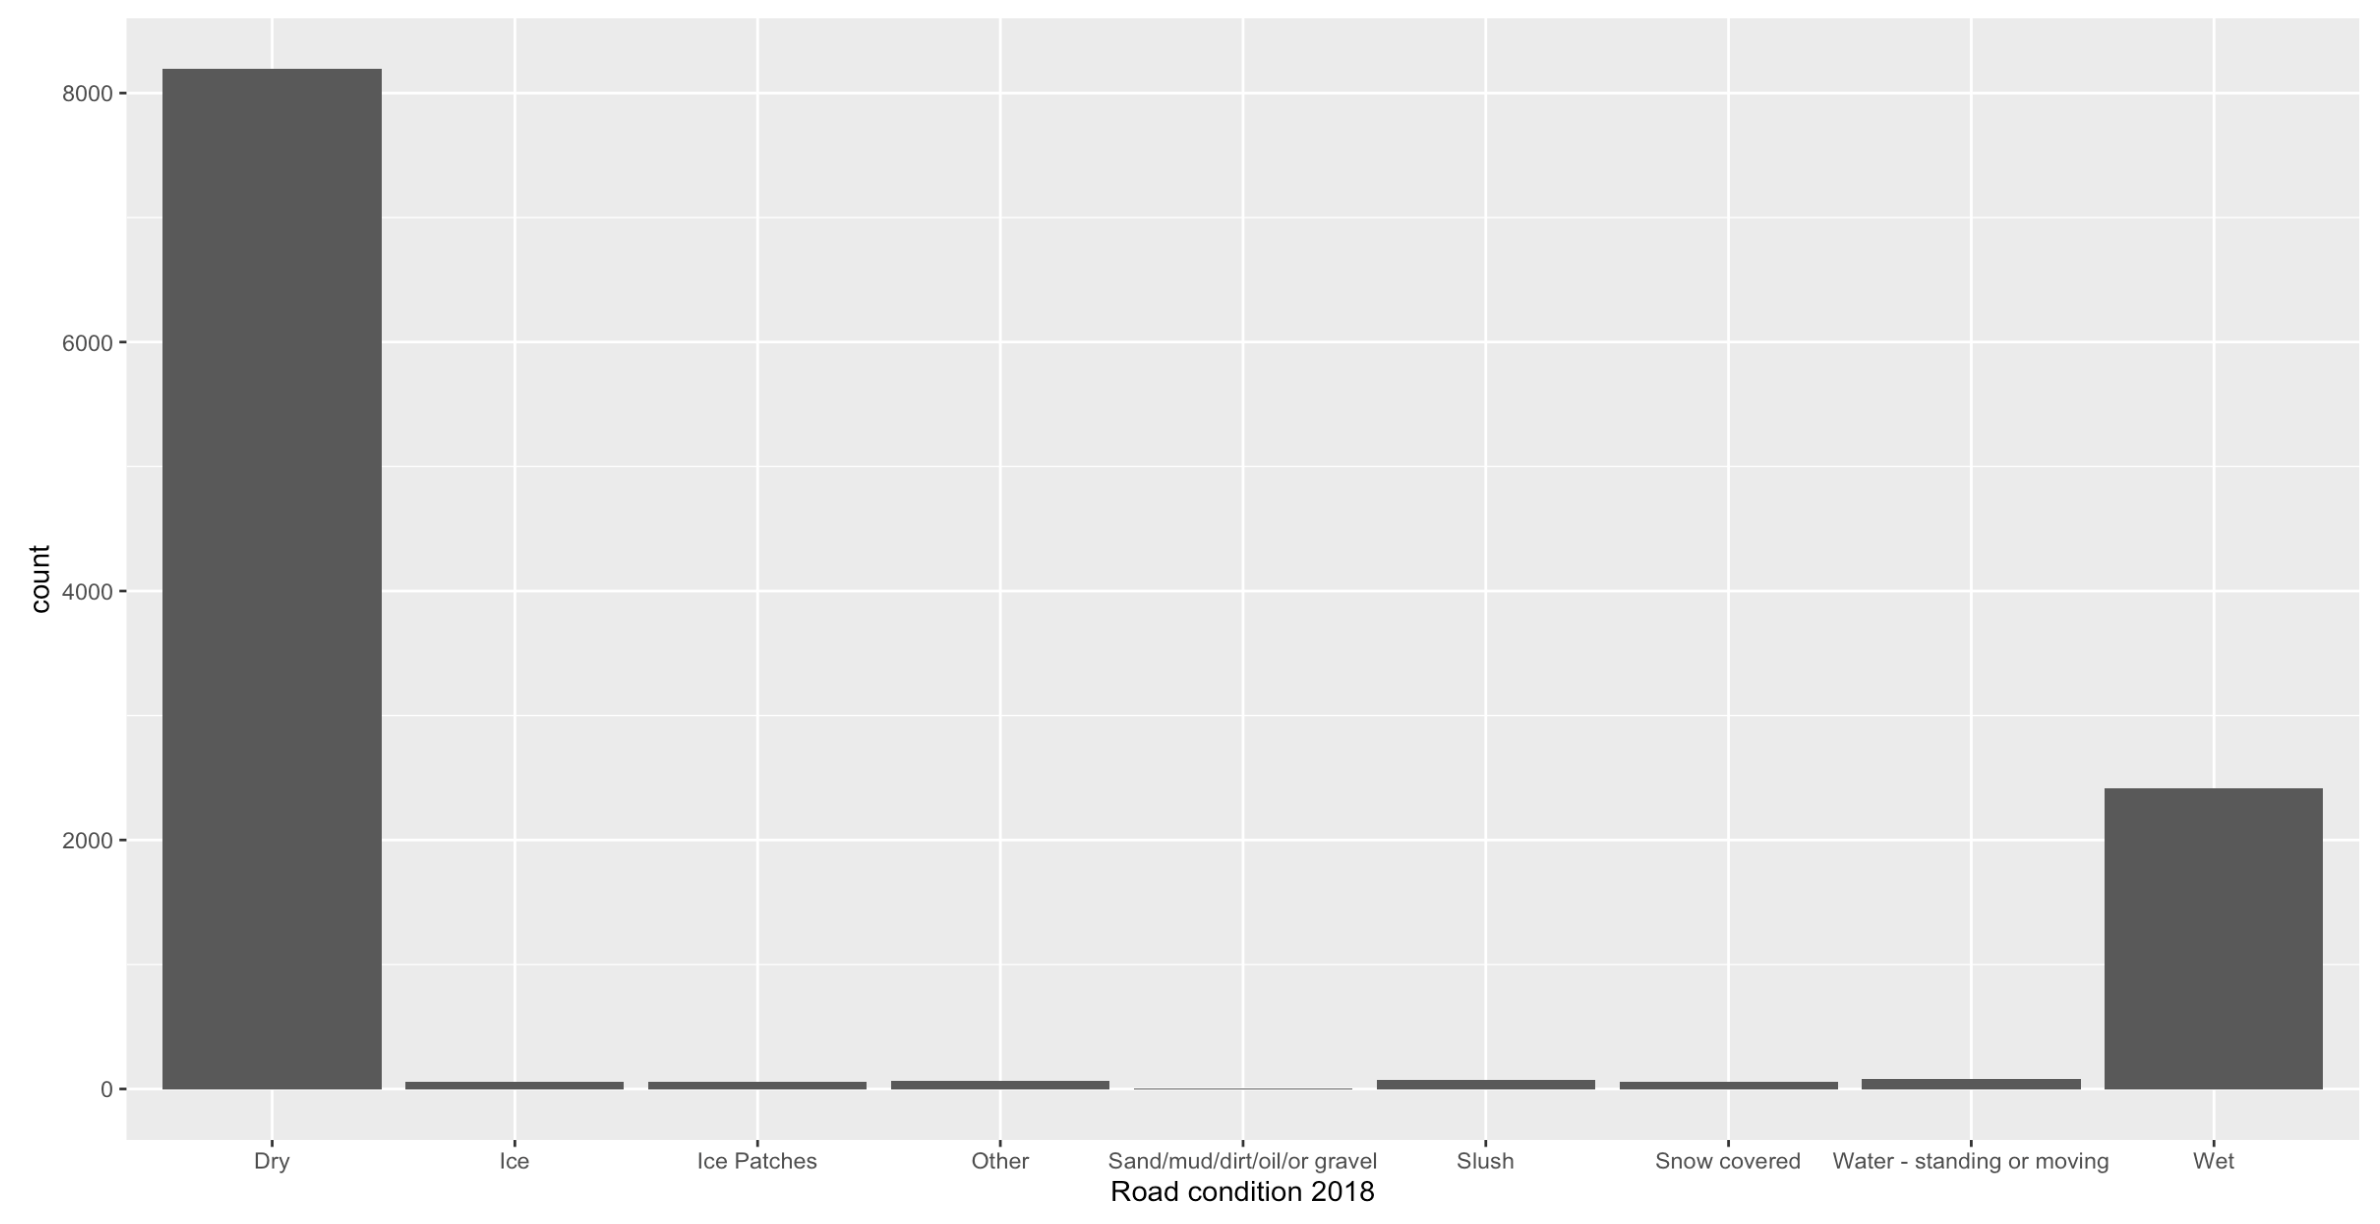 8000
6000
4000
2000
0
count
Dry Ice Ice Patches Other Sand/mud/dirt/oil/or gravel Slush Snow covered Water - standing or moving Wet
Road condition 2018